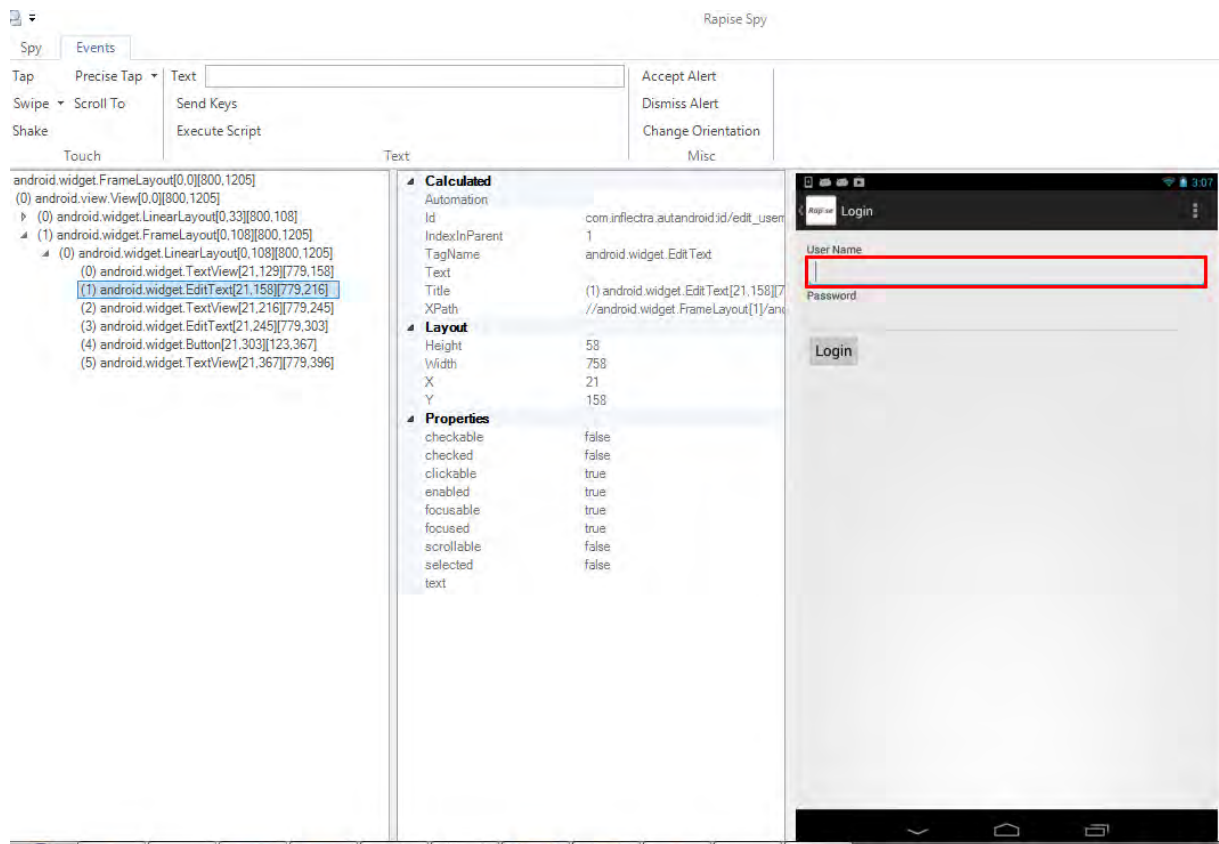 Rapise Spy
Spy Events
Tap Precise Tap Text Accept Alert
Swipe Scroll To Send Keys Dismiss Alert
Shake Execute Script Change Orientation
Touch Text Misc
android.widget.FrameLayout[0,0][800,1205]
(0) android.view.View[0,0][800,1205]
(0) android.widget.LinearLayout[0,33][800,108]
(1) android.widget.FrameLayout[0,108][800,1205]
(0) android.widget.LinearLayout[0,108][800,1205]
(0) android.widget.TextView[21,129][779,158]
(1) android.widget.EditText[21,158][779,216]
(2) android.widget.TextView[21,216][779,245]
(3) android.widget.EditText[21,245][779,303]
(4) android.widget.Button[21,303][123,367]
(5) android.widget.TextView[21,367][779,396]
Calculated
Automation
Id com.inflectra.autandroid:id/edit_usern
IndexInParent 1
TagName android.widget.EditText
Text
Title (1) android.widget.EditText[21,158][7
XPath //android.widget.FrameLayout[1]/and
Layout
Height 58
Width 758
X 21
Y 158
Properties
checkable false
checked false
clickable true
enabled true
focusable true
focused true
scrollable false
selected false
text
3:07
Rapise Login
User Name
Password
Login